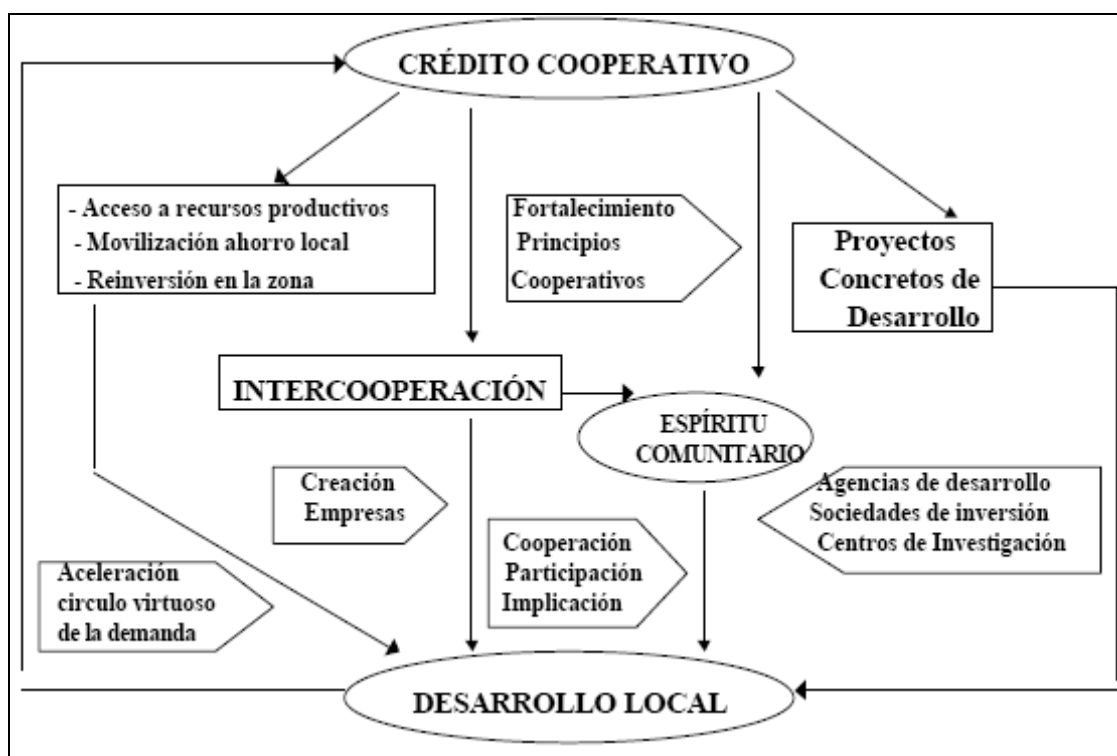 CRÉDITO COOPERATIVO
- Acceso a recursos productivos
- Movilización ahorro local
- Reinversión en la zona
Fortalecimiento
Principios
Cooperativos
Proyectos
Concretos de
Desarrollo
INTERCOOPERACIÓN
ESPÍRITU
COMUNITARIO
Creación
Empresas
Agencias de desarrollo
Sociedades de inversión
Centros de Investigación
Cooperación
Participación
Implicación
Aceleración
circulo virtuoso
de la demanda
DESARROLLO LOCAL